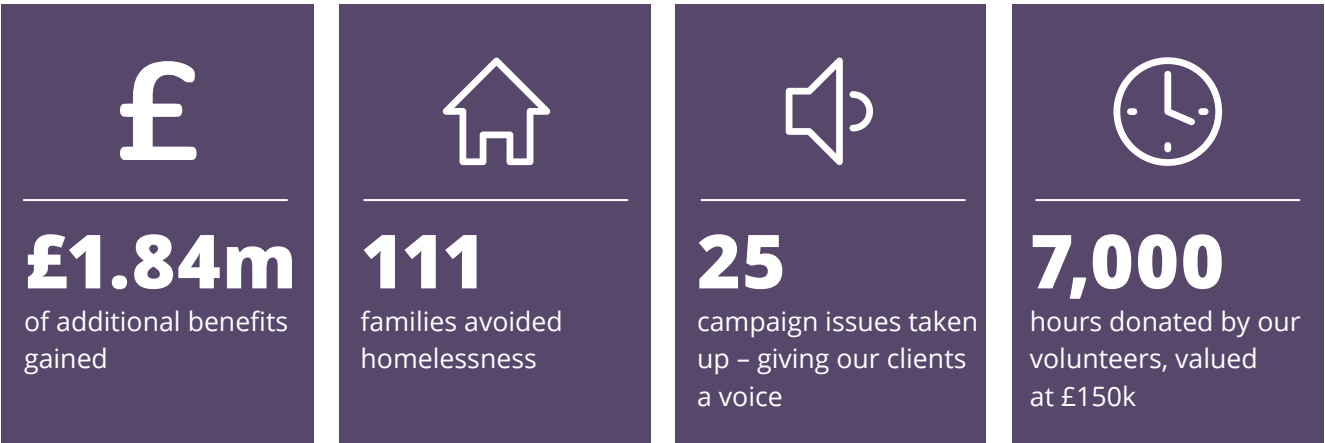 £
£1.84m
of additional benefits
gained
111
families avoided
homelessness
25
campaign issues taken
up – giving our clients
a voice
7,000
hours donated by our
volunteers, valued
at £150k